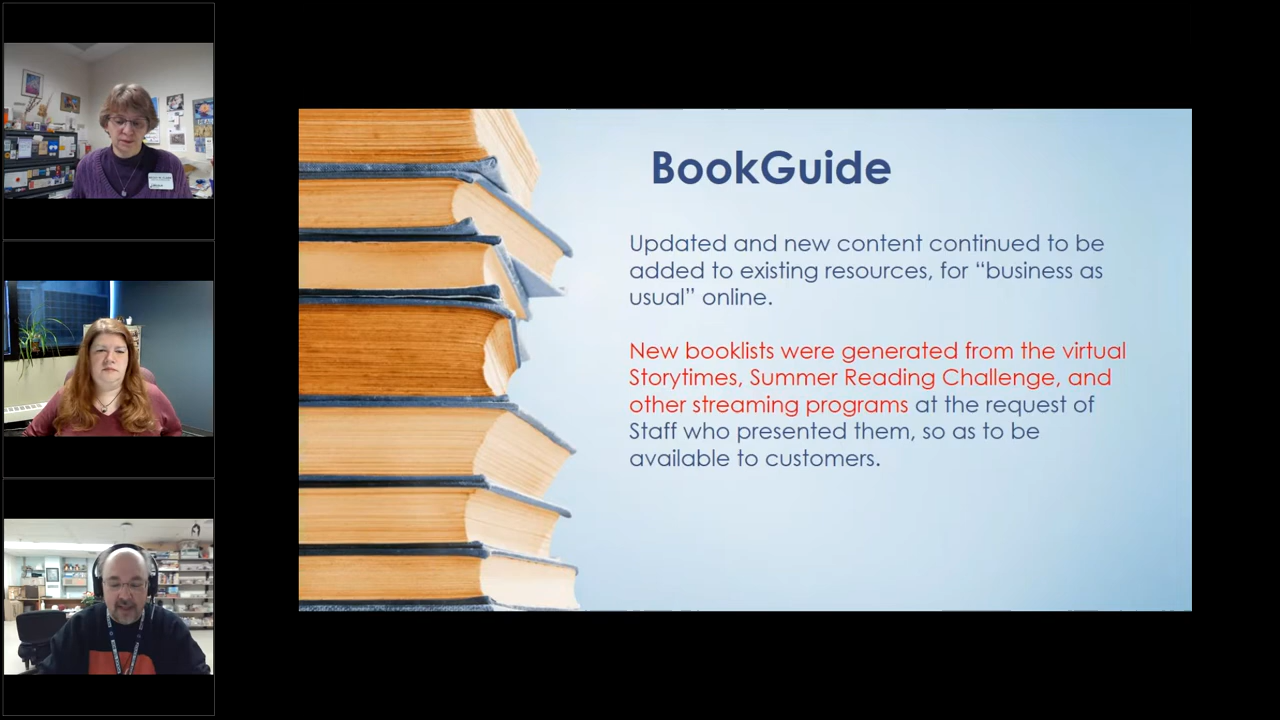 BookGuide
Updated and new content continued to be
added to existing resources, for “business as
usual” online.
New booklists were generated from the virtual
Storytimes, Summer Reading Challenge, and
other streaming programs at the request of
Staff who presented them, so as to be
available to customers.